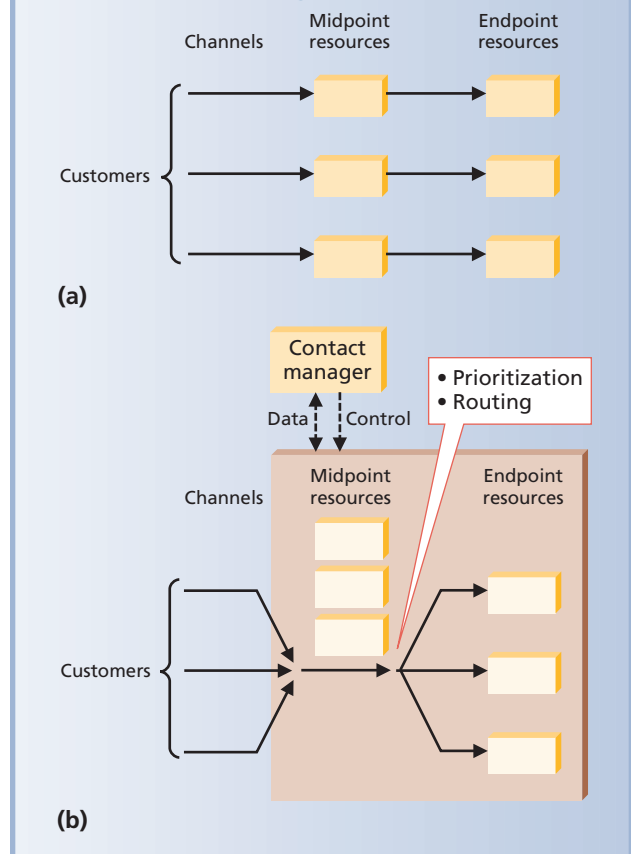 Channels
Midpoint
resources
Endpoint
resources
Customers
(a)
Contact
manager
• Prioritization
• Routing
Data
Control
Channels
Midpoint
resources
Endpoint
resources
Customers
(b)